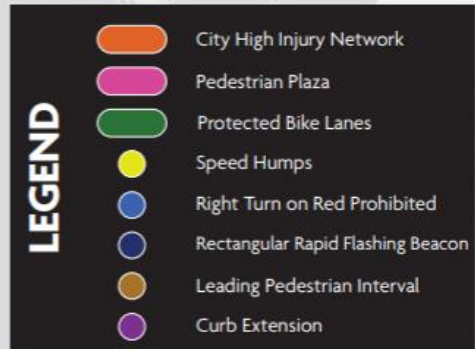 LEGEND
City High Injury Network
Pedestrian Plaza
Protected Bike Lanes
Speed Humps
Right Turn on Red Prohibited
Rectangular Rapid Flashing Beacon
Leading Pedestrian Interval
Curb Extension